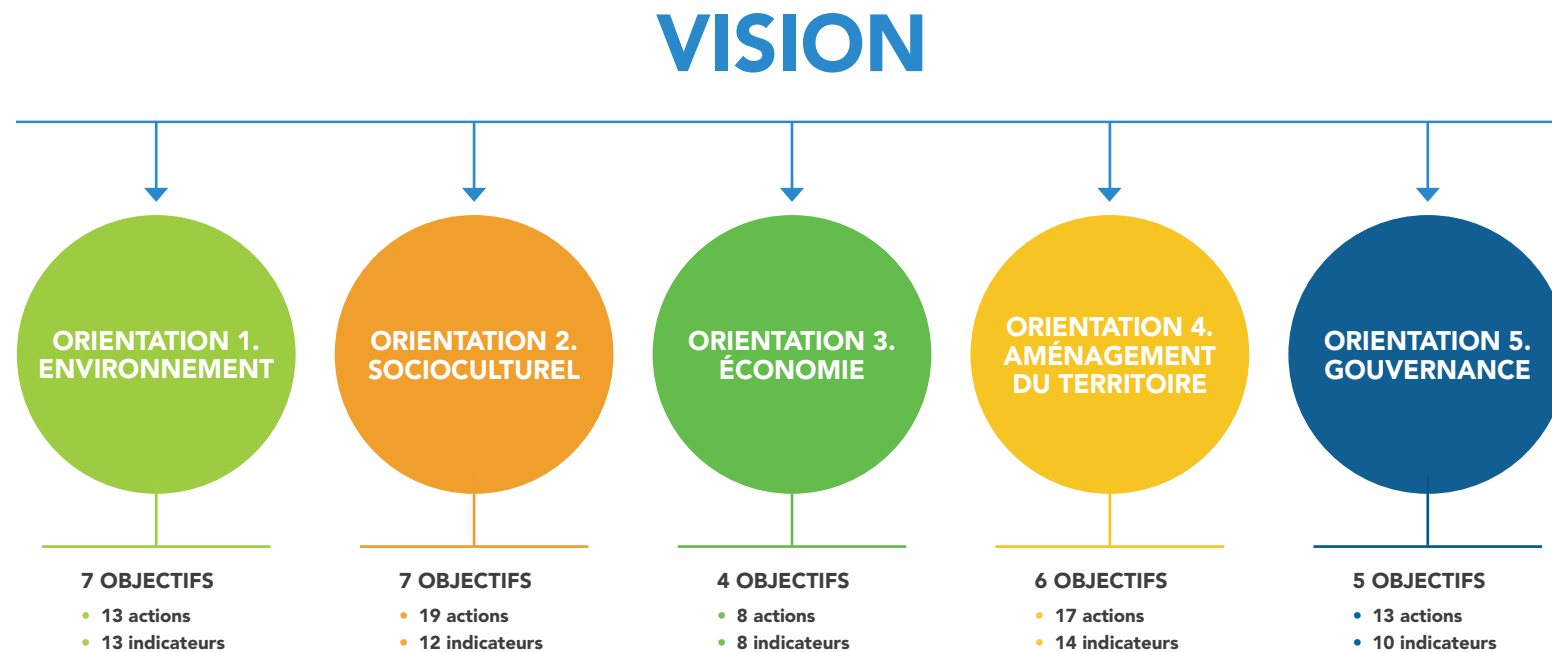 VISION
ORIENTATION 1.
ENVIRONNEMENT
ORIENTATION 2.
SOCIOCULTUREL
ORIENTATION 3.
ÉCONOMIE
ORIENTATION 4.
AMÉNAGEMENT
DU TERRITOIRE
ORIENTATION 5.
GOUVERNANCE
7 OBJECTIFS
• 13 actions
• 13 indicateurs
7 OBJECTIFS
• 19 actions
• 12 indicateurs
4 OBJECTIFS
• 8 actions
• 8 indicateurs
6 OBJECTIFS
• 17 actions
• 14 indicateurs
5 OBJECTIFS
• 13 actions
• 10 indicateurs